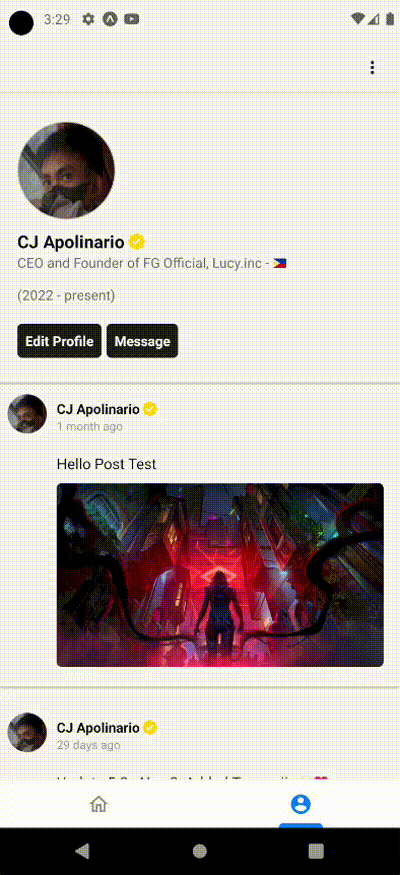 3:29
CJ Apolinario
CEO and Founder of FG Official, Lucy.inc - 🇵🇭
(2022 - present)
Edit Profile Message
CJ Apolinario
1 month ago
Hello Post Test
CJ Apolinario
29 days ago